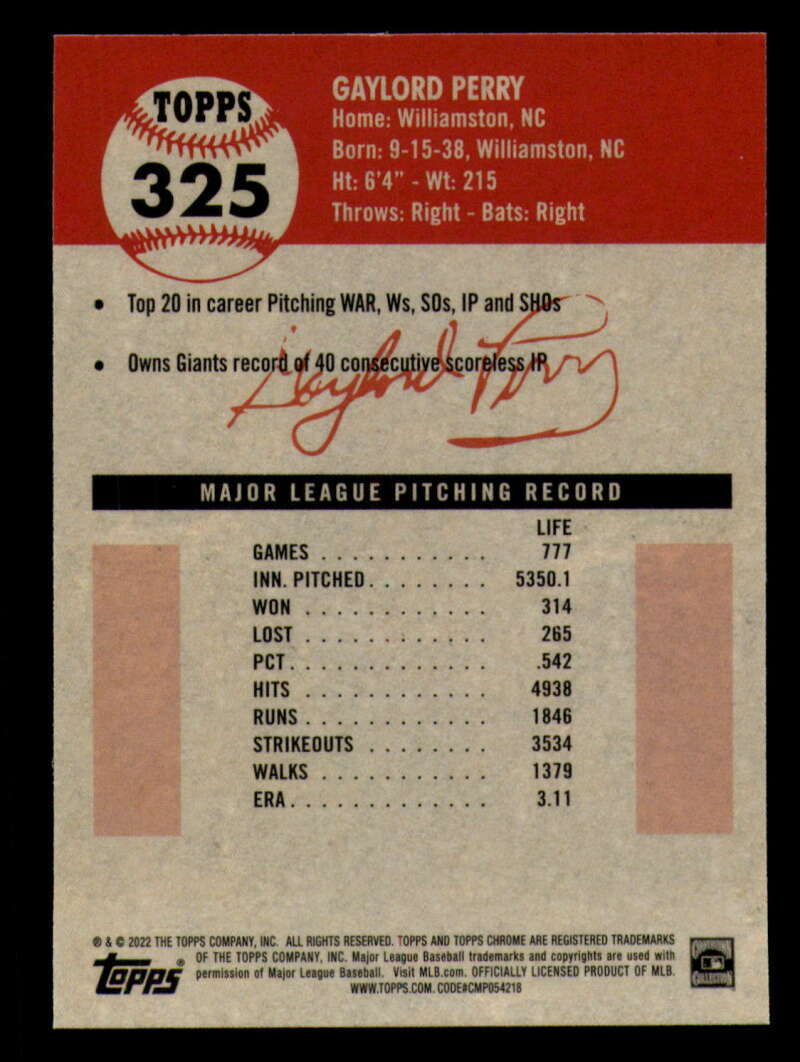 TOPPS
325
GAYLORD PERRY
Home: Williamston, NC
Born: 9-15-38, Williamston, NC
Ht: 6'4" - Wt: 215
Throws: Right - Bats: Right
• Top 20 in career Pitching WAR, Ws, SOs, IP and SHOs
• Owns Giants record of 40 consecutive scoreless IP
Gaylord Perry
MAJOR LEAGUE PITCHING RECORD
LIFE
GAMES . . . . . . . . . . . 777
INN. PITCHED . . . . . . . . 5350.1
WON . . . . . . . . . . . . 314
LOST . . . . . . . . . . . . 265
PCT. . . . . . . . . . . . . .542
HITS . . . . . . . . . . . . 4938
RUNS . . . . . . . . . . . . 1846
STRIKEOUTS . . . . . . . . 3534
WALKS . . . . . . . . . . . 1379
ERA . . . . . . . . . . . . . 3.11
® & © 2022 THE TOPPS COMPANY, INC. ALL RIGHTS RESERVED. TOPPS AND TOPPS CHROME ARE REGISTERED TRADEMARKS
OF THE TOPPS COMPANY, INC. Major League Baseball trademarks and copyrights are used with
permission of Major League Baseball. Visit MLB.com. OFFICIALLY LICENSED PRODUCT OF MLB.
WWW.TOPPS.COM. CODE#CMP054218
Topps®
COOPERSTOWN
COLLECTION